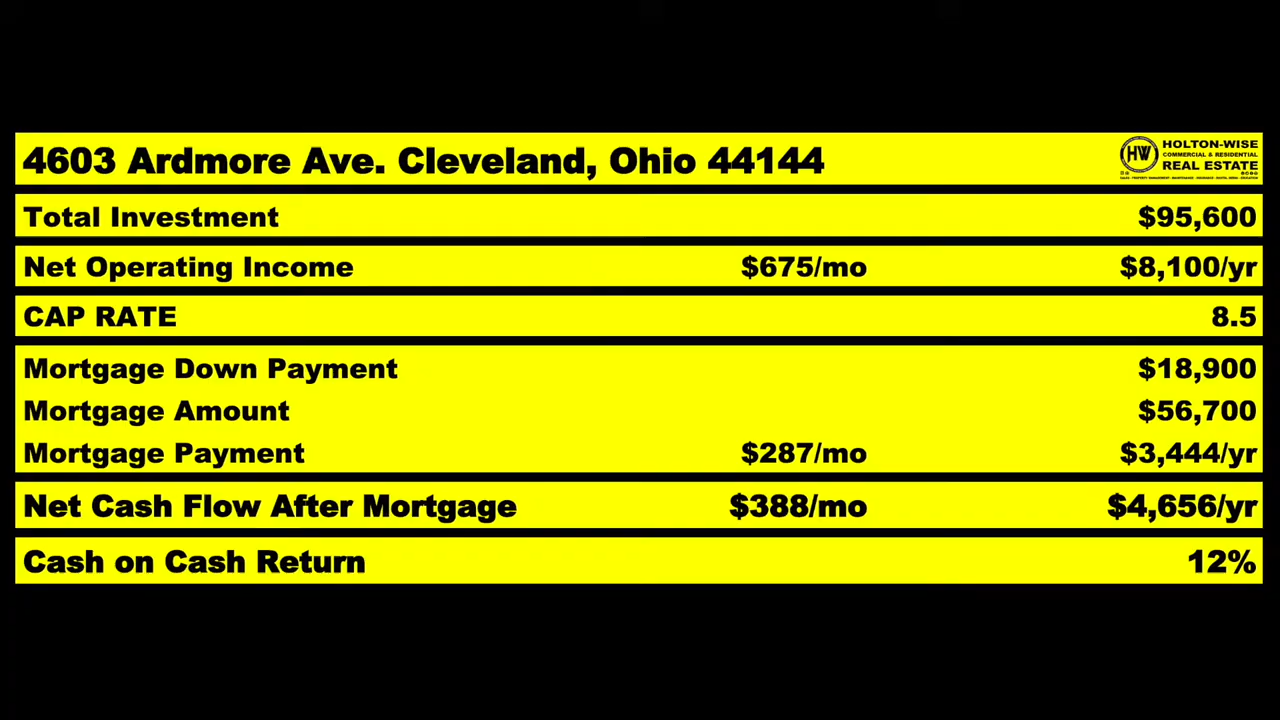 4603 Ardmore Ave. Cleveland, Ohio 44144
HW
HOLTON-WISE
COMMERCIAL & RESIDENTIAL
REAL ESTATE
Total Investment $95,600
Net Operating Income $675/mo $8,100/yr
CAP RATE 8.5
Mortgage Down Payment $18,900
Mortgage Amount $56,700
Mortgage Payment $287/mo $3,444/yr
Net Cash Flow After Mortgage $388/mo $4,656/yr
Cash on Cash Return 12%